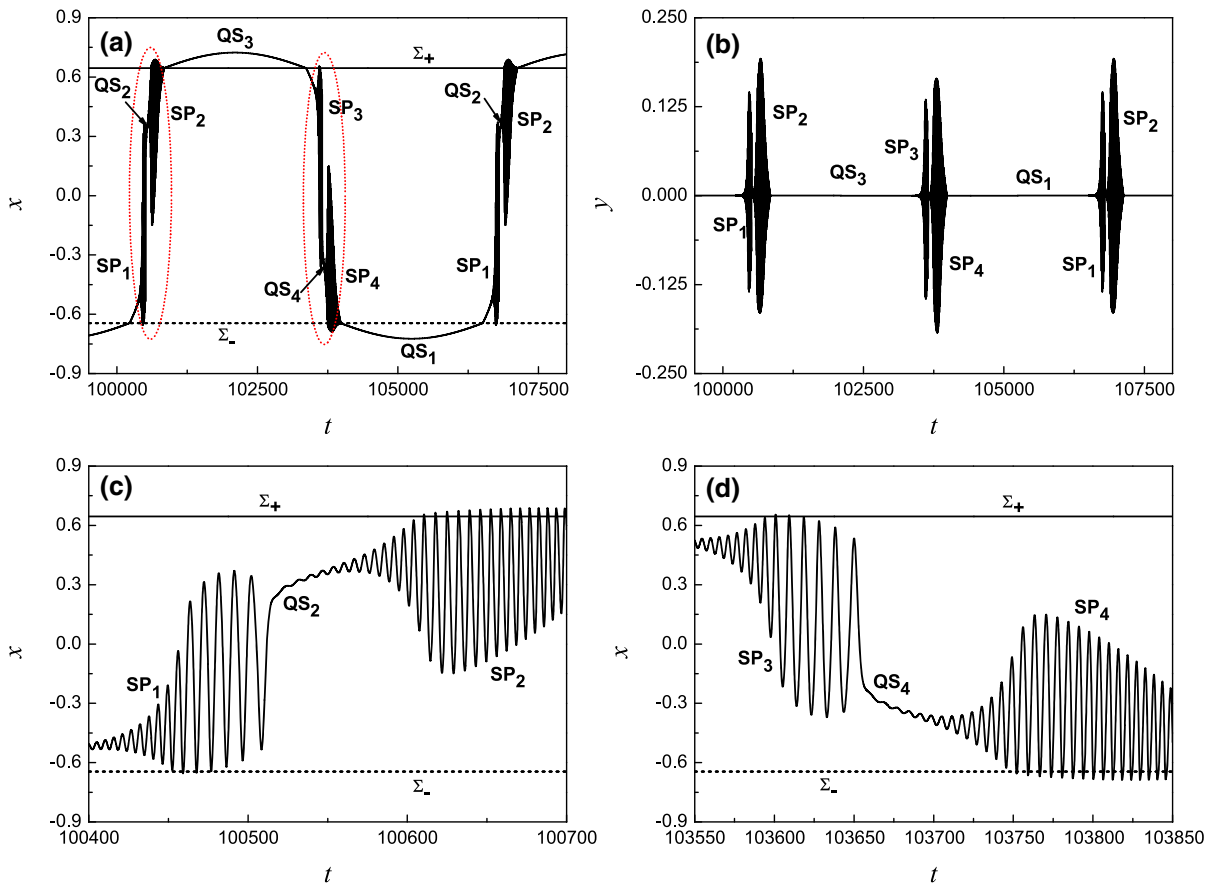 (a)
QS3
Σ+
QS2
SP2
SP3
QS2
SP2
SP1
QS4
SP4
SP1
Σ-
QS1
0.9
0.6
0.3
0.0
-0.3
-0.6
-0.9
x
100000
102500
105000
107500
t
(b)
SP2
SP3
SP2
QS3
QS1
SP1
SP4
SP1
0.250
0.125
0.000
-0.125
-0.250
y
100000
102500
105000
107500
t
(c)
Σ+
QS2
SP1
SP2
Σ-
0.9
0.6
0.3
0.0
-0.3
-0.6
-0.9
x
100400
100500
100600
100700
t
(d)
Σ+
SP4
SP3
QS4
Σ-
0.9
0.6
0.3
0.0
-0.3
-0.6
-0.9
x
103550
103600
103650
103700
103750
103800
103850
t